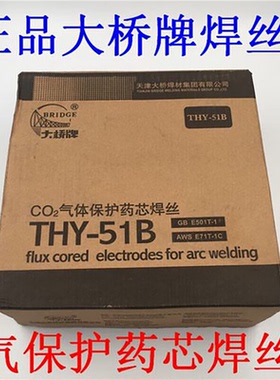 正品大桥牌焊丝
天津大桥焊材集团有限公司
BRIDGE
®
大桥牌
THY-51B
CO₂气体保护药芯焊丝
THY-51B
GB E501T-1
AWS E71T-1C
flux cored electrodes for arc welding
气保护药芯焊丝